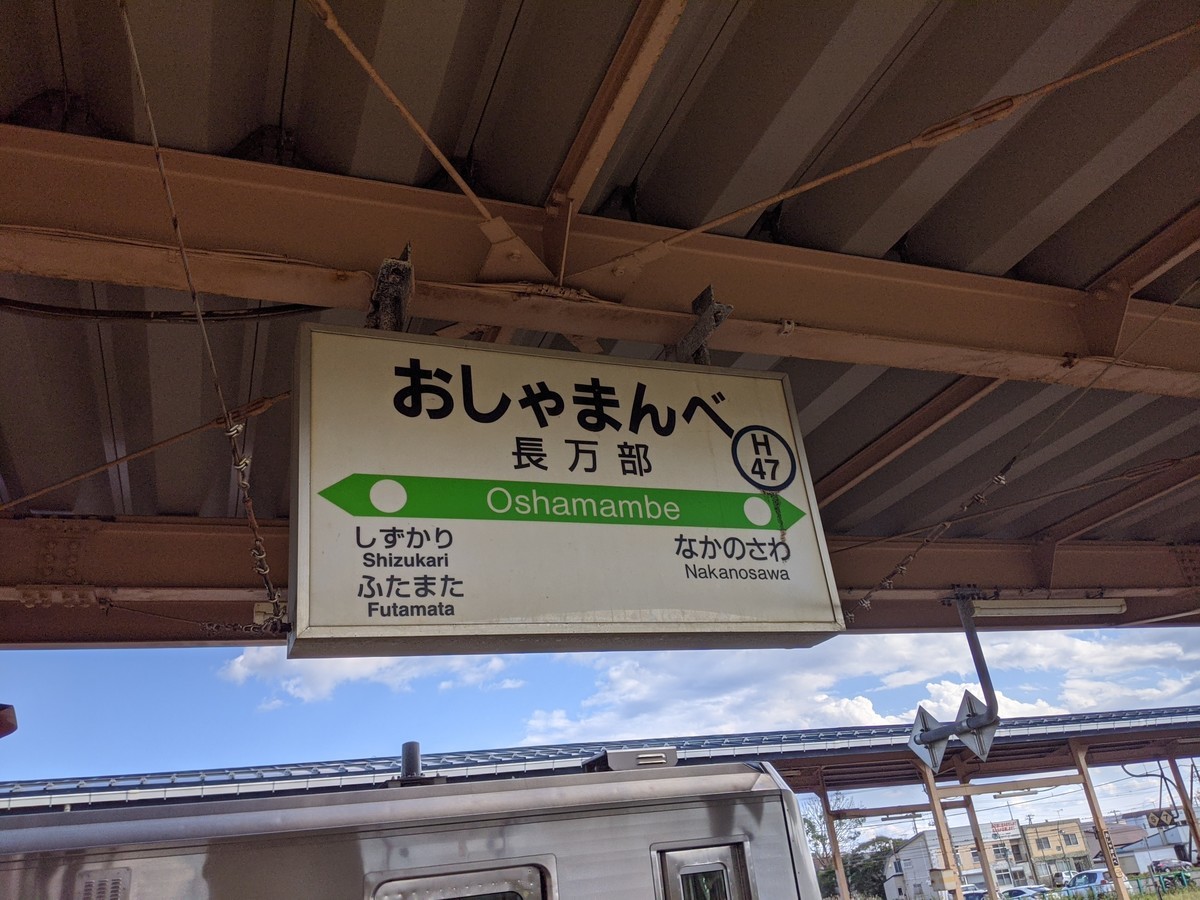 おしゃまんべ
長万部
H
47
Oshamambe
しずかり
Shizukari
ふたまた
Futamata
なかのさわ
Nakanosawa